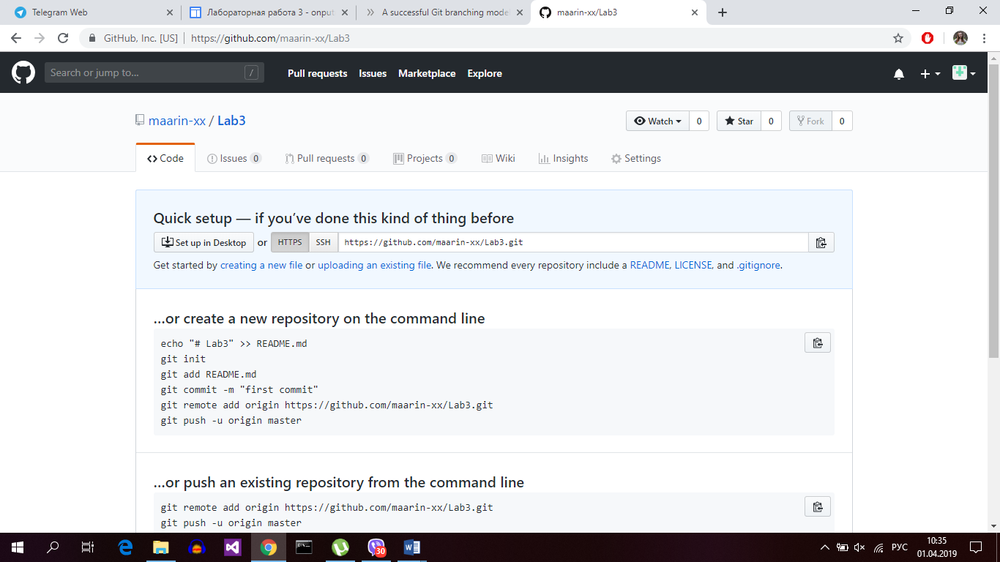 Telegram Web
Лабораторная работа 3 - onput
A successful Git branching mode
maarin-xx/Lab3
GitHub, Inc. [US]
https://github.com/maarin-xx/Lab3
Search or jump to...
/
Pull requests
Issues
Marketplace
Explore
maarin-xx / Lab3
Watch 0
Star 0
Fork 0
Code
Issues 0
Pull requests 0
Projects 0
Wiki
Insights
Settings
Quick setup — if you’ve done this kind of thing before
Set up in Desktop or HTTPS SSH https://github.com/maarin-xx/Lab3.git
Get started by creating a new file or uploading an existing file. We recommend every repository include a README, LICENSE, and .gitignore.
…or create a new repository on the command line
echo "# Lab3" >> README.md
git init
git add README.md
git commit -m "first commit"
git remote add origin https://github.com/maarin-xx/Lab3.git
git push -u origin master
…or push an existing repository from the command line
git remote add origin https://github.com/maarin-xx/Lab3.git
git push -u origin master
30
РУС
10:35
01.04.2019